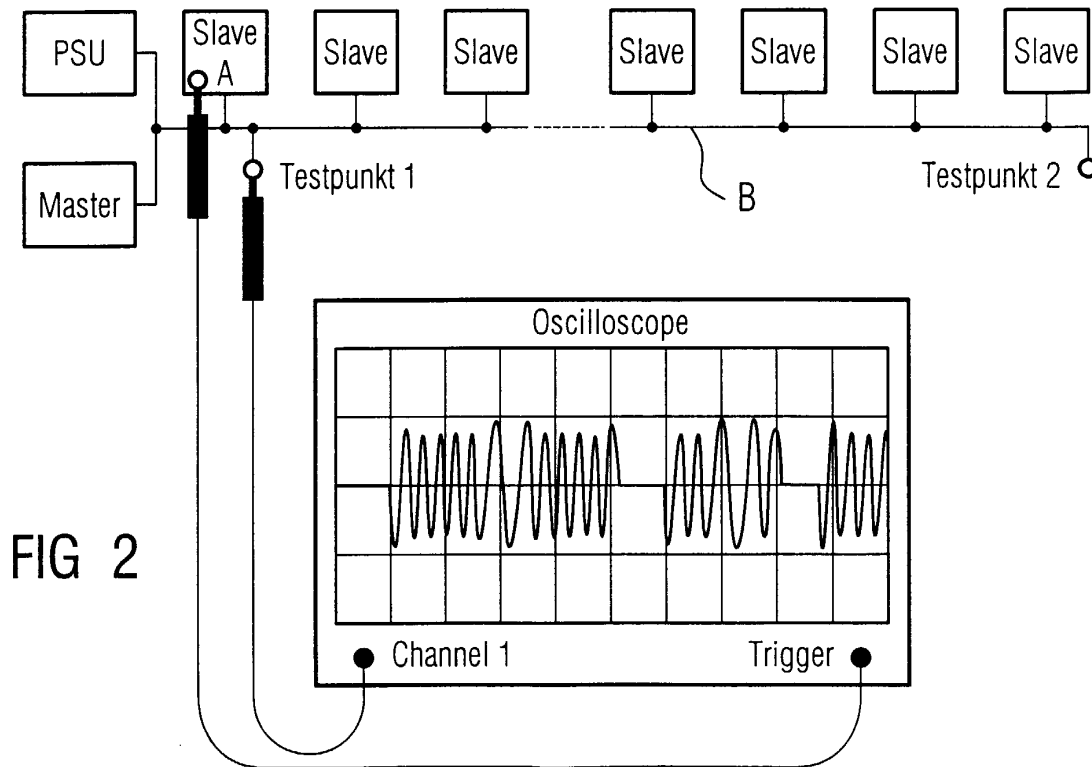 PSU
Slave
A
Slave
Slave
Slave
Slave
Slave
Slave
Master
Testpunkt 1
B
Testpunkt 2
Oscilloscope
Channel 1
Trigger
FIG 2